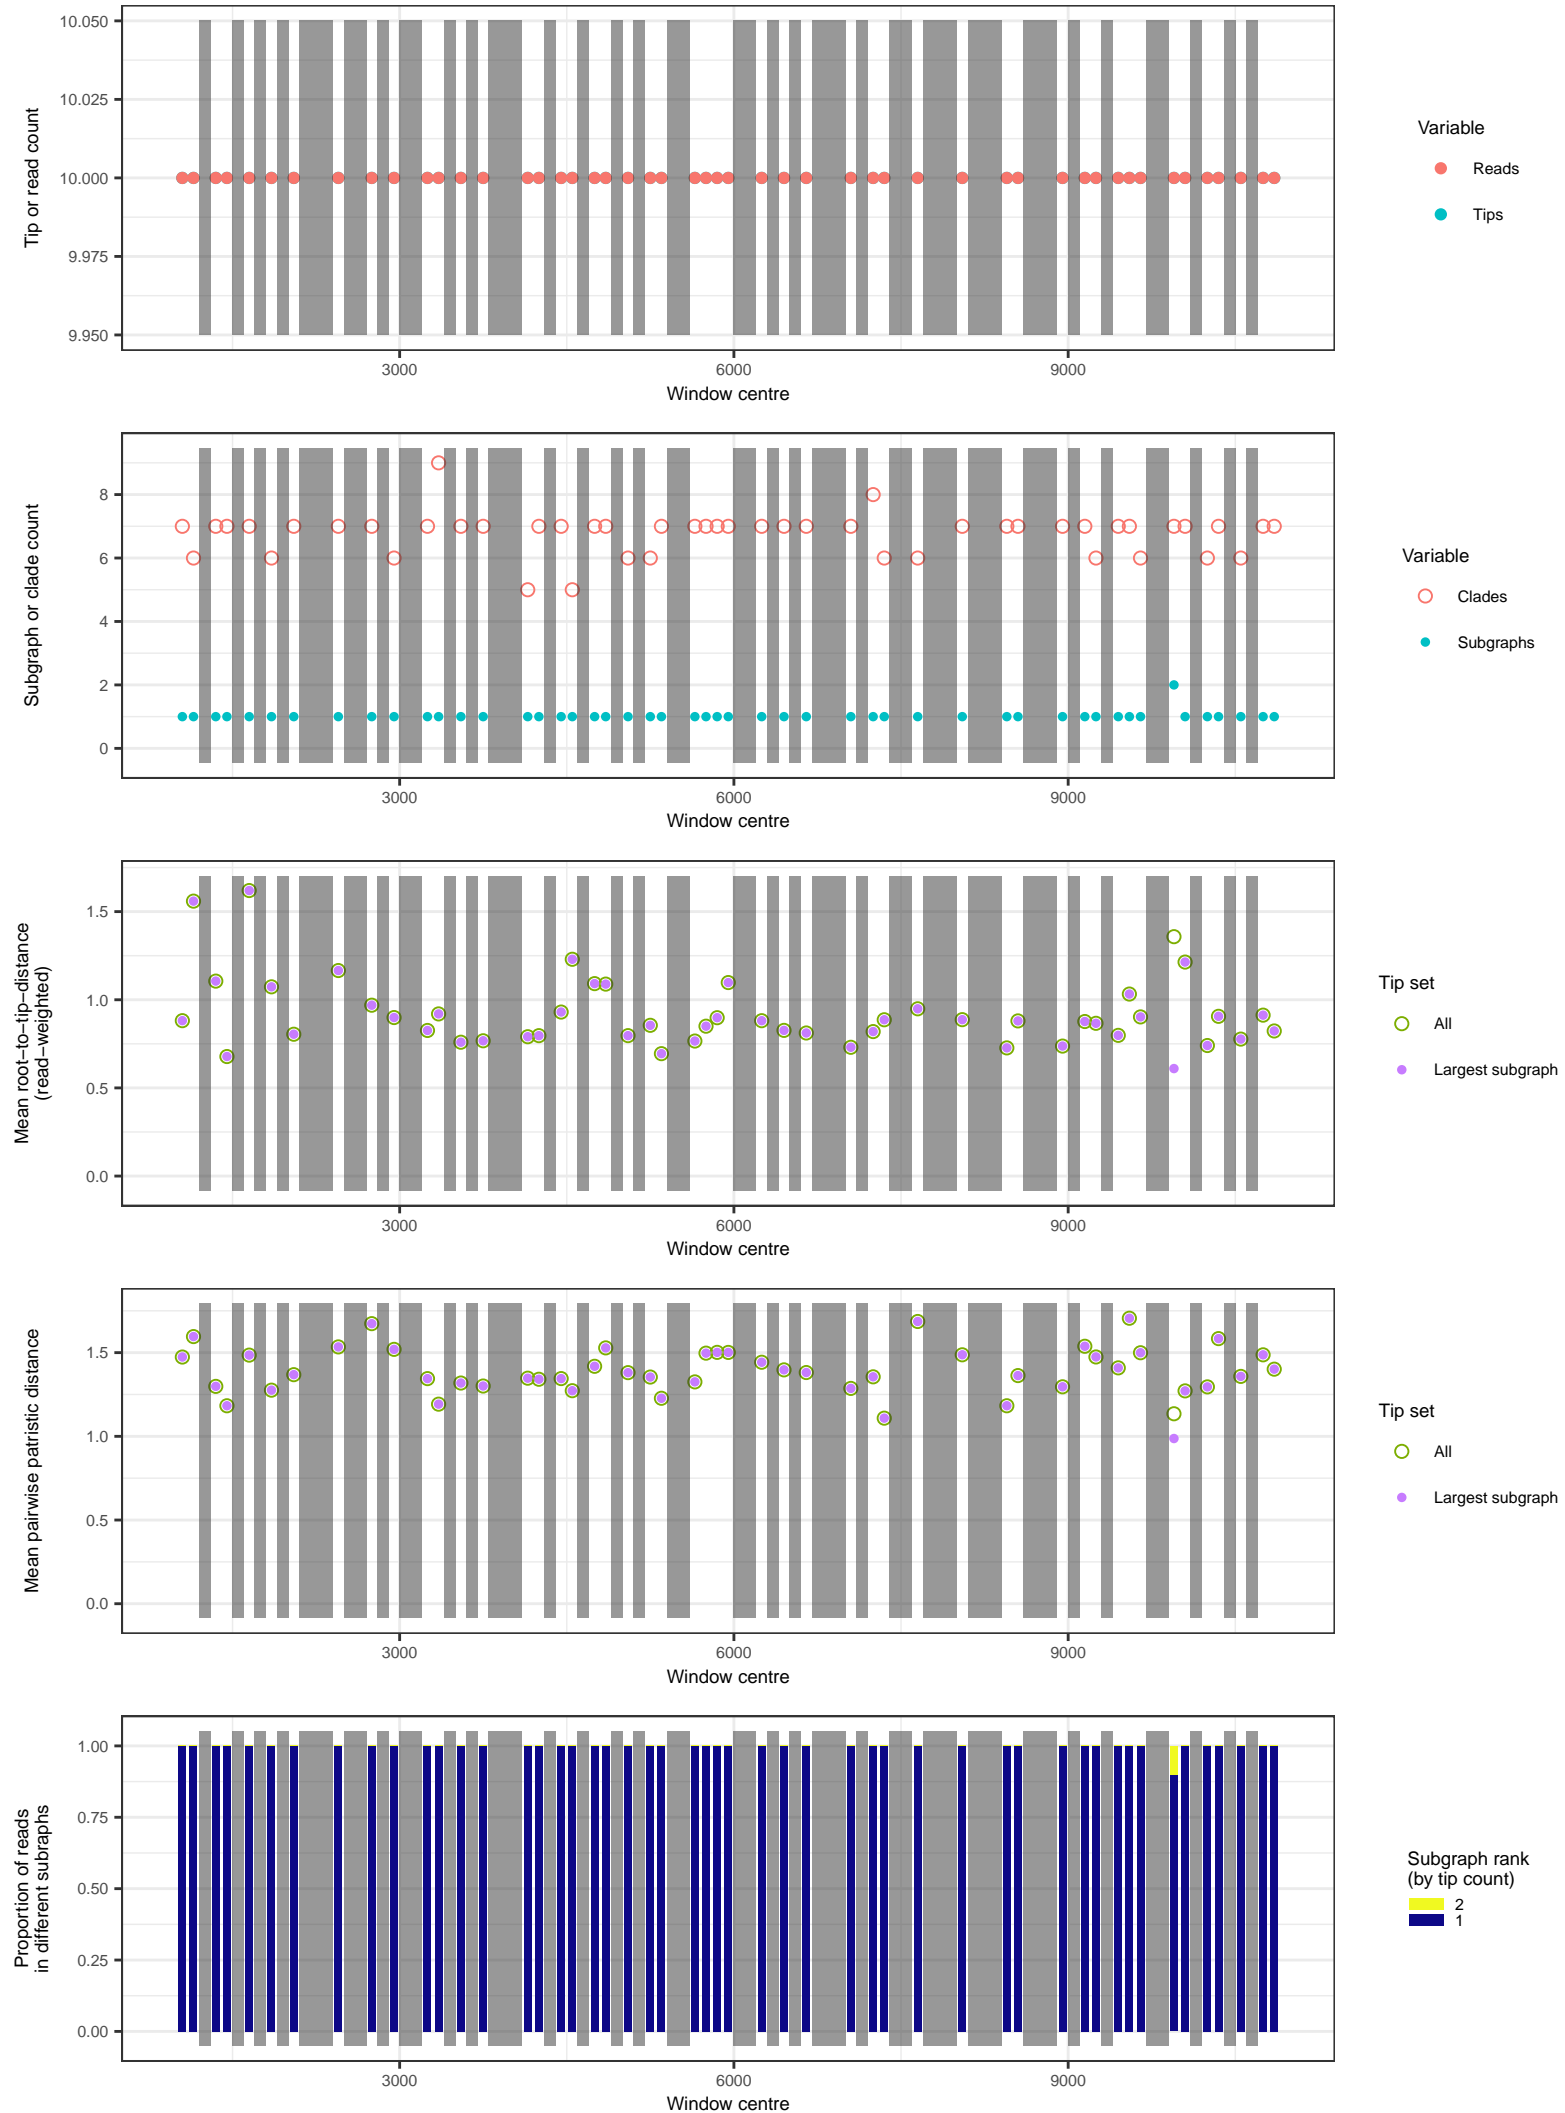 10.050
10.025
10.000
9.975
9.950
Tip or read count
3000 6000 9000
Window centre
Variable
Reads
Tips
8
6
4
2
0
Subgraph or clade count
3000 6000 9000
Window centre
Variable
Clades
Subgraphs
1.5
1.0
0.5
0.0
Mean root−to−tip−distance
(read−weighted)
3000 6000 9000
Window centre
Tip set
All
Largest subgraph
1.5
1.0
0.5
0.0
Mean pairwise patristic distance
3000 6000 9000
Window centre
Tip set
All
Largest subgraph
1.00
0.75
0.50
0.25
0.00
Proportion of reads
in different subraphs
3000 6000 9000
Window centre
Subgraph rank
(by tip count)
2
1